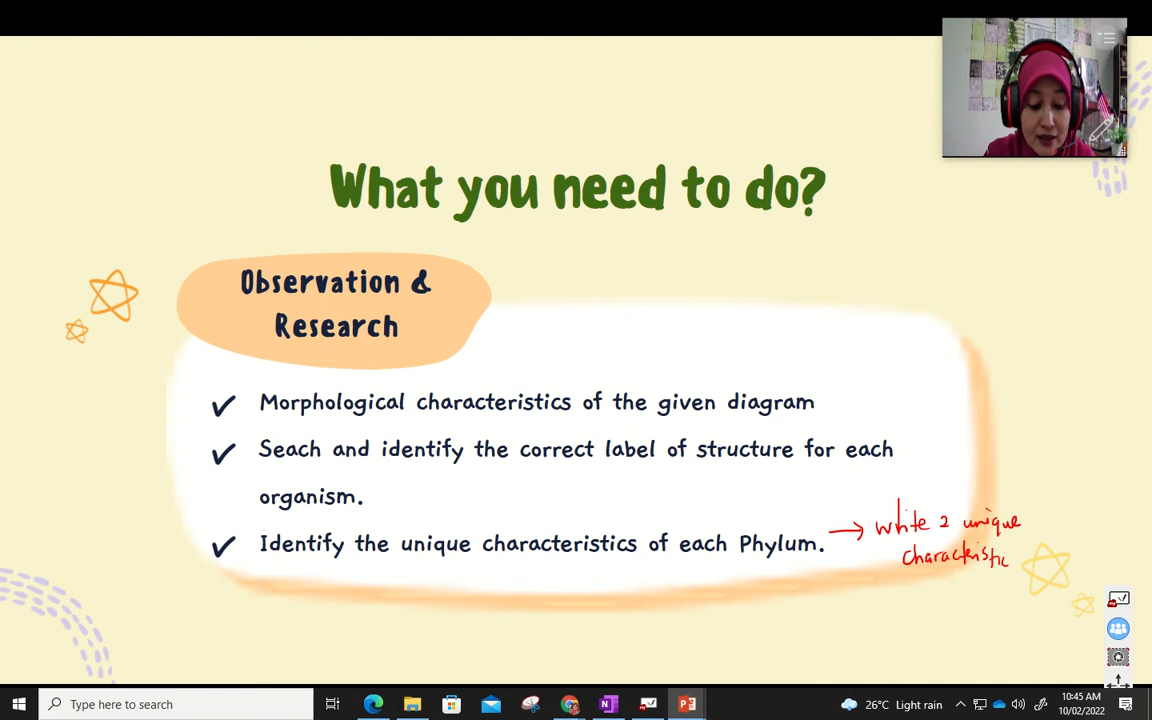 What you need to do?
Observation &
Research
✔ Morphological characteristics of the given diagram
✔ Seach and identify the correct label of structure for each
organism.
✔ Identify the unique characteristics of each Phylum.
→ write 2 unique
characteristic
Type here to search
26°C Light rain
10:45 AM
10/02/2022